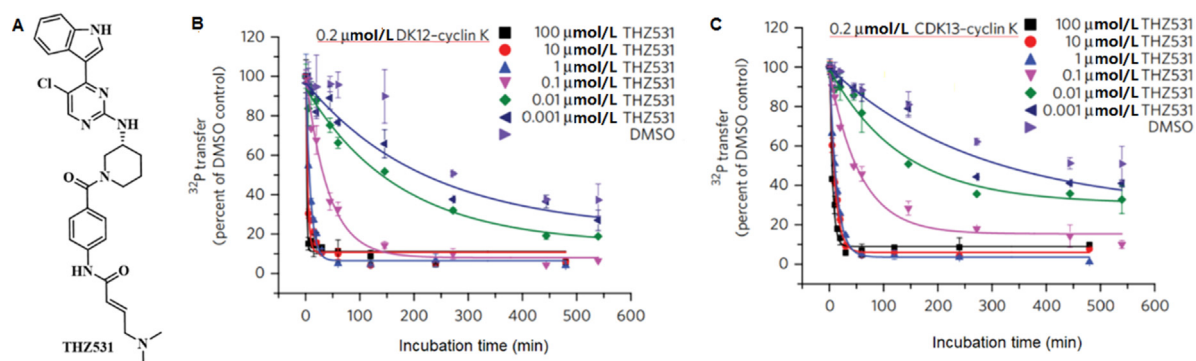 A
NH
Cl
N
N
NH
N
O
HN
O
N
THZ531
B
0.2 µmol/L DK12–cyclin K
100 µmol/L THZ531
10 µmol/L THZ531
1 µmol/L THZ531
0.1 µmol/L THZ531
0.01 µmol/L THZ531
0.001 µmol/L THZ531
DMSO
120
100
80
60
40
20
0
32P transfer
(percent of DMSO control)
0 100 200 300 400 500 600
Incubation time (min)
C
0.2 µmol/L CDK13–cyclin K
100 µmol/L THZ531
10 µmol/L THZ531
1 µmol/L THZ531
0.1 µmol/L THZ531
0.01 µmol/L THZ531
0.001 µmol/L THZ531
DMSO
120
100
80
60
40
20
0
32P transfer
(percent of DMSO control)
0 100 200 300 400 500 600
Incubation time (min)